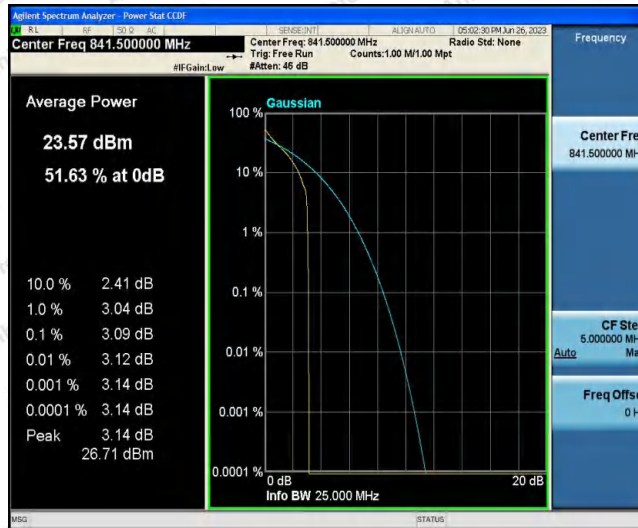 Agilent Spectrum Analyzer - Power Stat CCDF
RL RF 50 Ω AC SENSE:INT ALIGN AUTO 05:02:30 PM Jun 26, 2023
Center Freq 841.500000 MHz
Center Freq: 841.500000 MHz Radio Std: None
Trig: Free Run Counts:1.00 M/1.00 Mpt
#IFGain:Low #Atten: 46 dB
Frequency
Average Power
23.57 dBm
51.63 % at 0dB
10.0 % 2.41 dB
1.0 % 3.04 dB
0.1 % 3.09 dB
0.01 % 3.12 dB
0.001 % 3.14 dB
0.0001 % 3.14 dB
Peak 3.14 dB
26.71 dBm
Gaussian
100 %
10 %
1 %
0.1 %
0.01 %
0.001 %
0.0001 %
0 dB 20 dB
Info BW 25.000 MHz
Center Fre
841.500000 MH
CF Ste
5.000000 MH
Auto Ma
Freq Offse
0 H
MSG STATUS